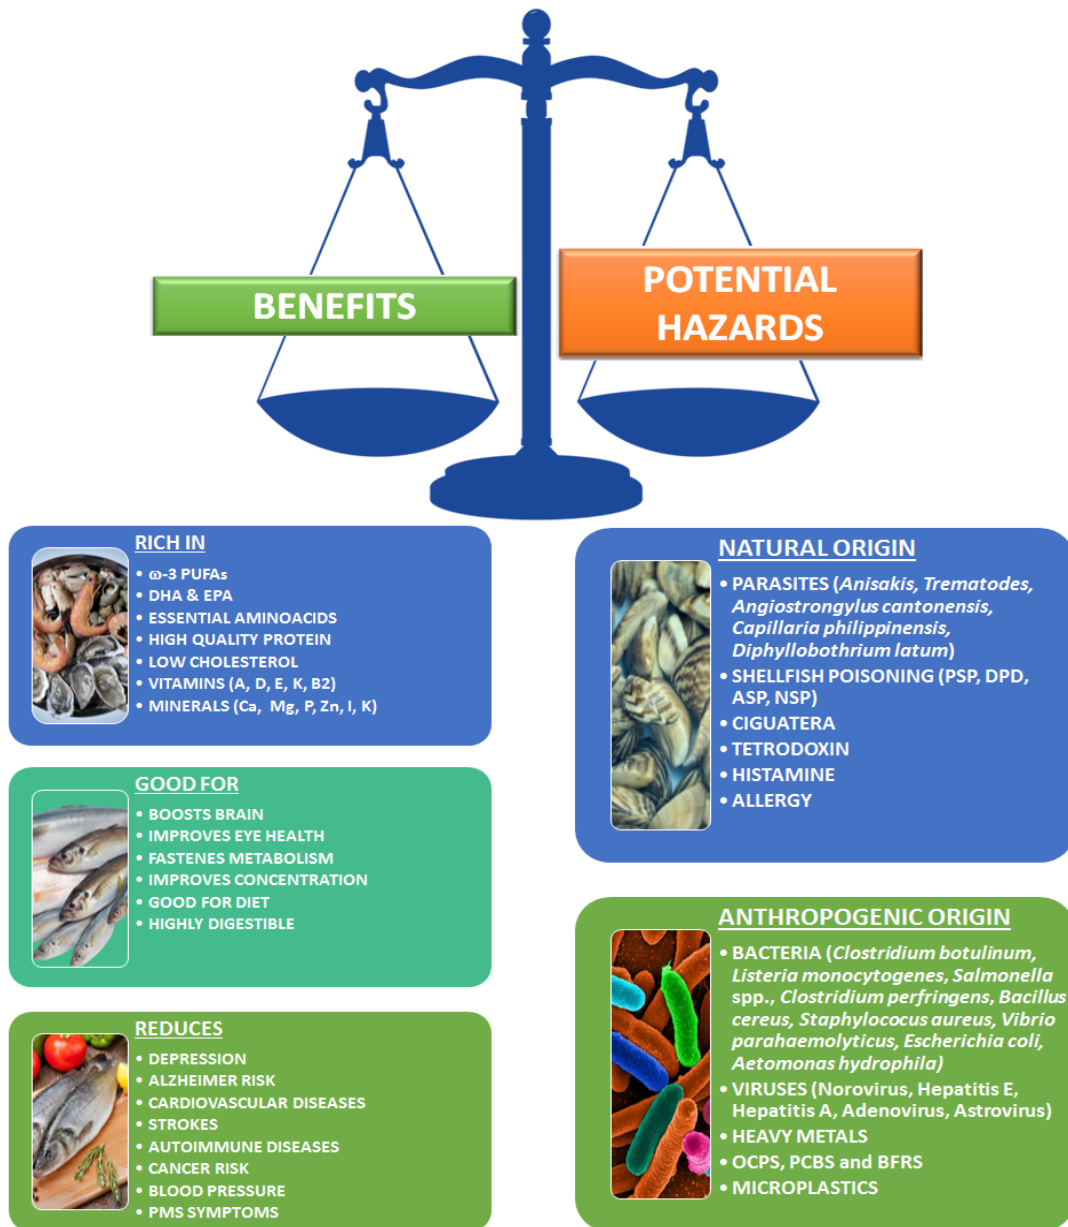 BENEFITS
POTENTIAL
HAZARDS
RICH IN
• ω-3 PUFAs
• DHA & EPA
• ESSENTIAL AMINOACIDS
• HIGH QUALITY PROTEIN
• LOW CHOLESTEROL
• VITAMINS (A, D, E, K, B2)
• MINERALS (Ca, Mg, P, Zn, I, K)
GOOD FOR
• BOOSTS BRAIN
• IMPROVES EYE HEALTH
• FASTENES METABOLISM
• IMPROVES CONCENTRATION
• GOOD FOR DIET
• HIGHLY DIGESTIBLE
REDUCES
• DEPRESSION
• ALZHEIMER RISK
• CARDIOVASCULAR DISEASES
• STROKES
• AUTOIMMUNE DISEASES
• CANCER RISK
• BLOOD PRESSURE
• PMS SYMPTOMS
NATURAL ORIGIN
• PARASITES (Anisakis, Trematodes,
Angiostrongylus cantonensis,
Capillaria philippinensis,
Diphyllobothrium latum)
• SHELLFISH POISONING (PSP, DPD,
ASP, NSP)
• CIGUATERA
• TETRODOXIN
• HISTAMINE
• ALLERGY
ANTHROPOGENIC ORIGIN
• BACTERIA (Clostridium botulinum,
Listeria monocytogenes, Salmonella
spp., Clostridium perfringens, Bacillus
cereus, Staphylococus aureus, Vibrio
parahaemolyticus, Escherichia coli,
Aetomonas hydrophila)
• VIRUSES (Norovirus, Hepatitis E,
Hepatitis A, Adenovirus, Astrovirus)
• HEAVY METALS
• OCPS, PCBS and BFRS
• MICROPLASTICS